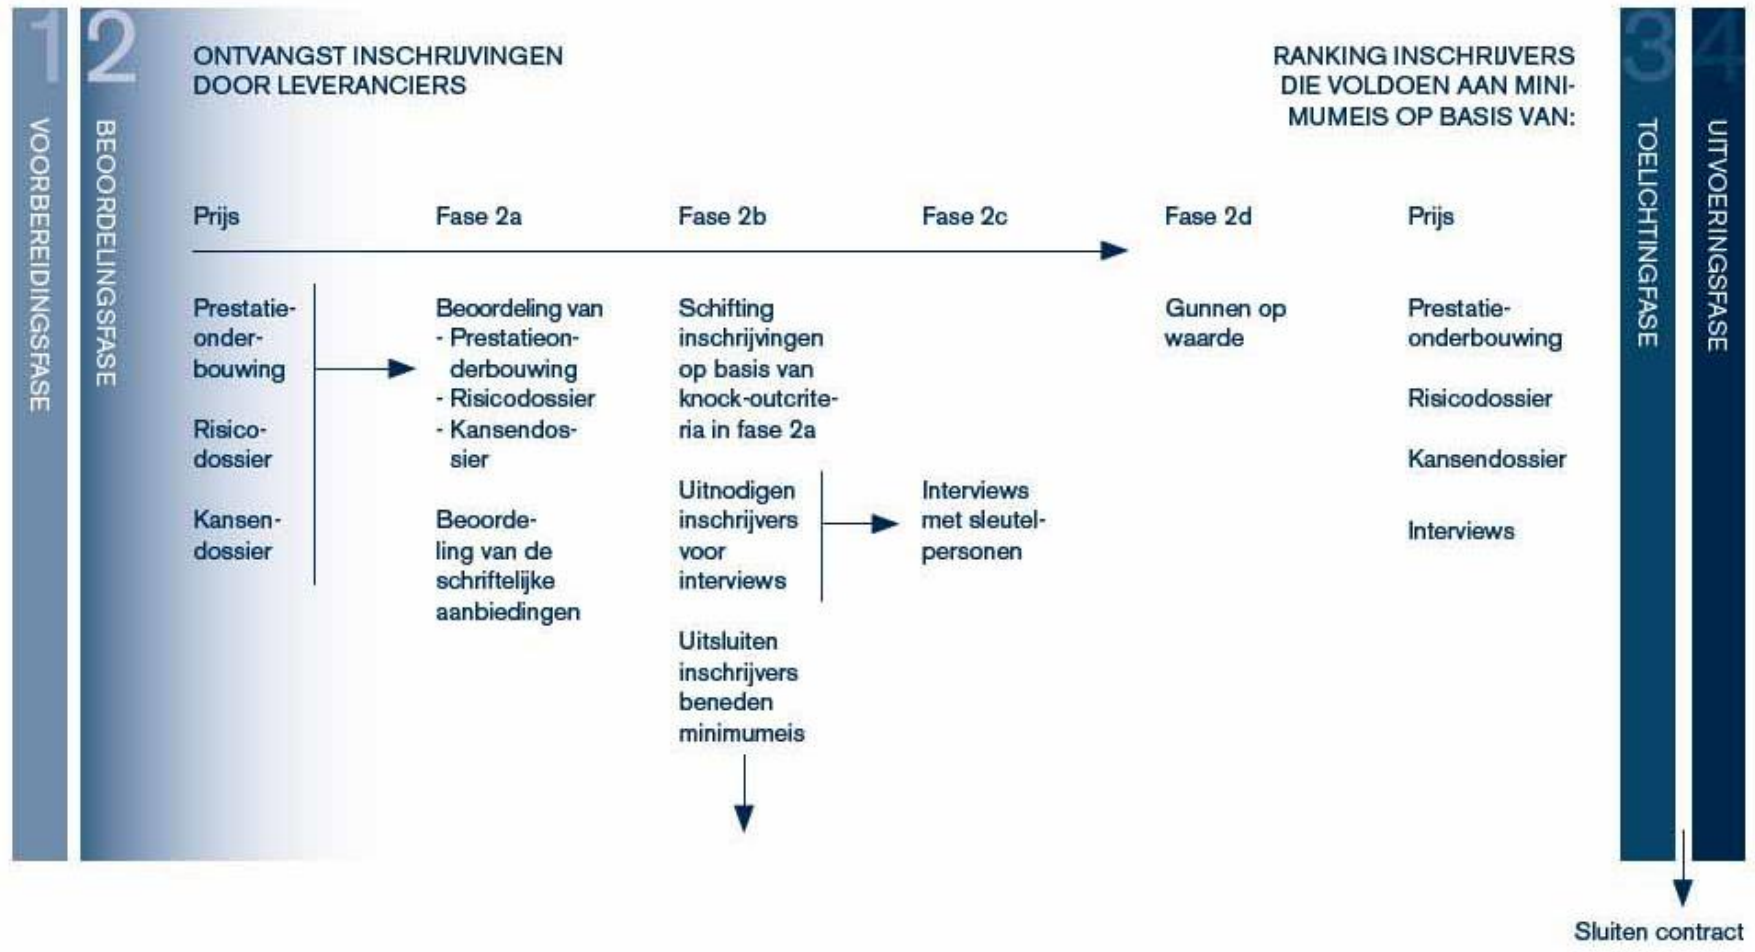 1
VOORBEREIDINGSFASE
2
BEOORDELINGSFASE
ONTVANGST INSCHRIJVINGEN
DOOR LEVERANCIERS
RANKING INSCHRIJVERS
DIE VOLDOEN AAN MINI-
MUMEIS OP BASIS VAN:
Prijs
Fase 2a
Fase 2b
Fase 2c
Fase 2d
Prijs
Prestatie-
onder-
bouwing
Risico-
dossier
Kansen-
dossier
Beoordeling van
- Prestatieon-
derbouwing
- Risicodossier
- Kansendos-
sier
Beoorde-
ling van de
schriftelijke
aanbiedingen
Schifting
inschrijvingen
op basis van
knock-outcrite-
ria in fase 2a
Uitnodigen
inschrijvers
voor
interviews
Uitsluiten
inschrijvers
beneden
minimumeis
Interviews
met sleutel-
personen
Gunnen op
waarde
Prestatie-
onderbouwing
Risicodossier
Kansendossier
Interviews
3
TOELICHTINGFASE
4
UITVOERINGSFASE
Sluiten contract